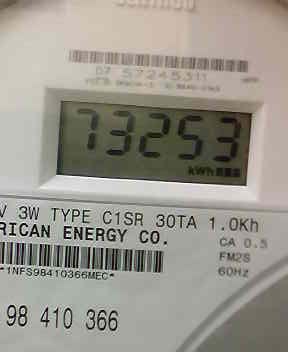 07 57245311
73253
kWh
V 3W TYPE C1SR 30TA 1.0Kh
RICAN ENERGY CO.
CA 0.5
FM2S
60Hz
*1NFS98410366MEC*
98 410 366